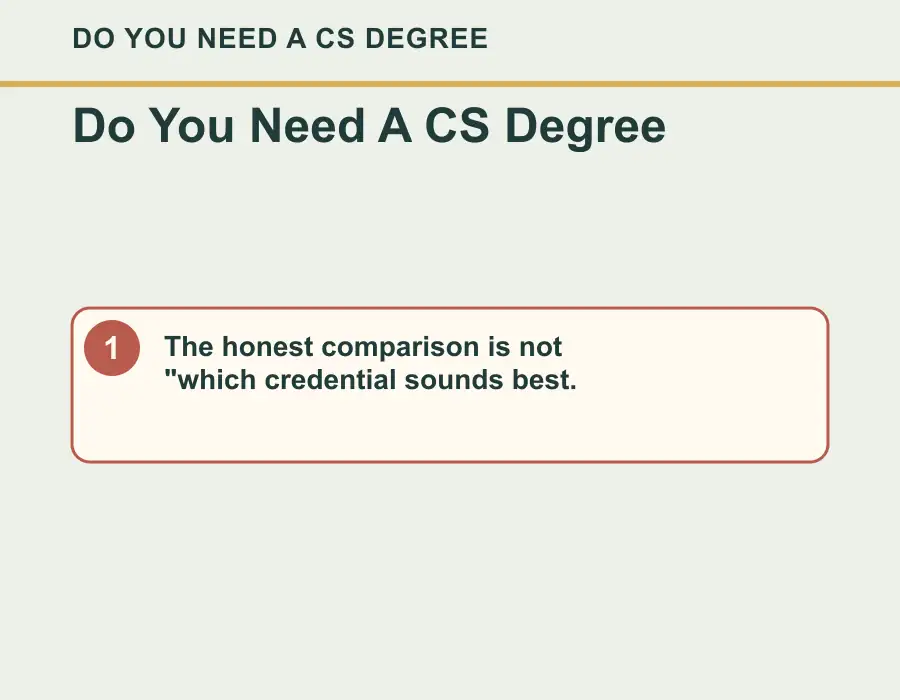 DO YOU NEED A CS DEGREE
Do You Need A CS Degree
1
The honest comparison is not
"which credential sounds best.